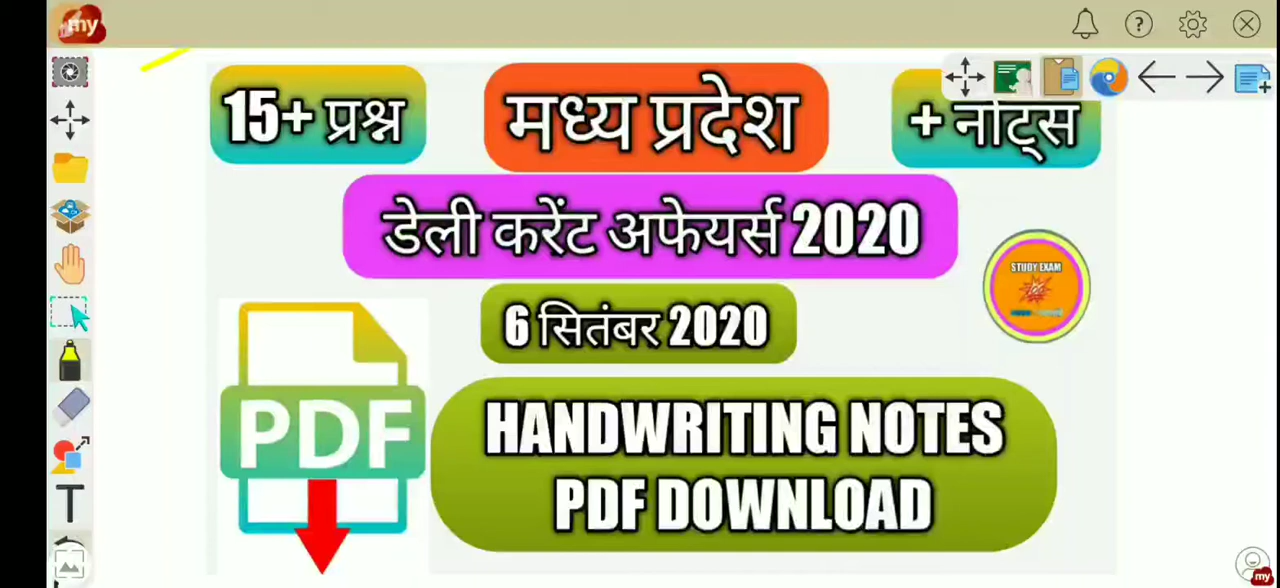 my
15+ प्रश्न
मध्य प्रदेश
+ नोट्स
डेली करेंट अफेयर्स 2020
STUDY EXAM
6 सितंबर 2020
PDF
HANDWRITING NOTES
PDF DOWNLOAD
T
my